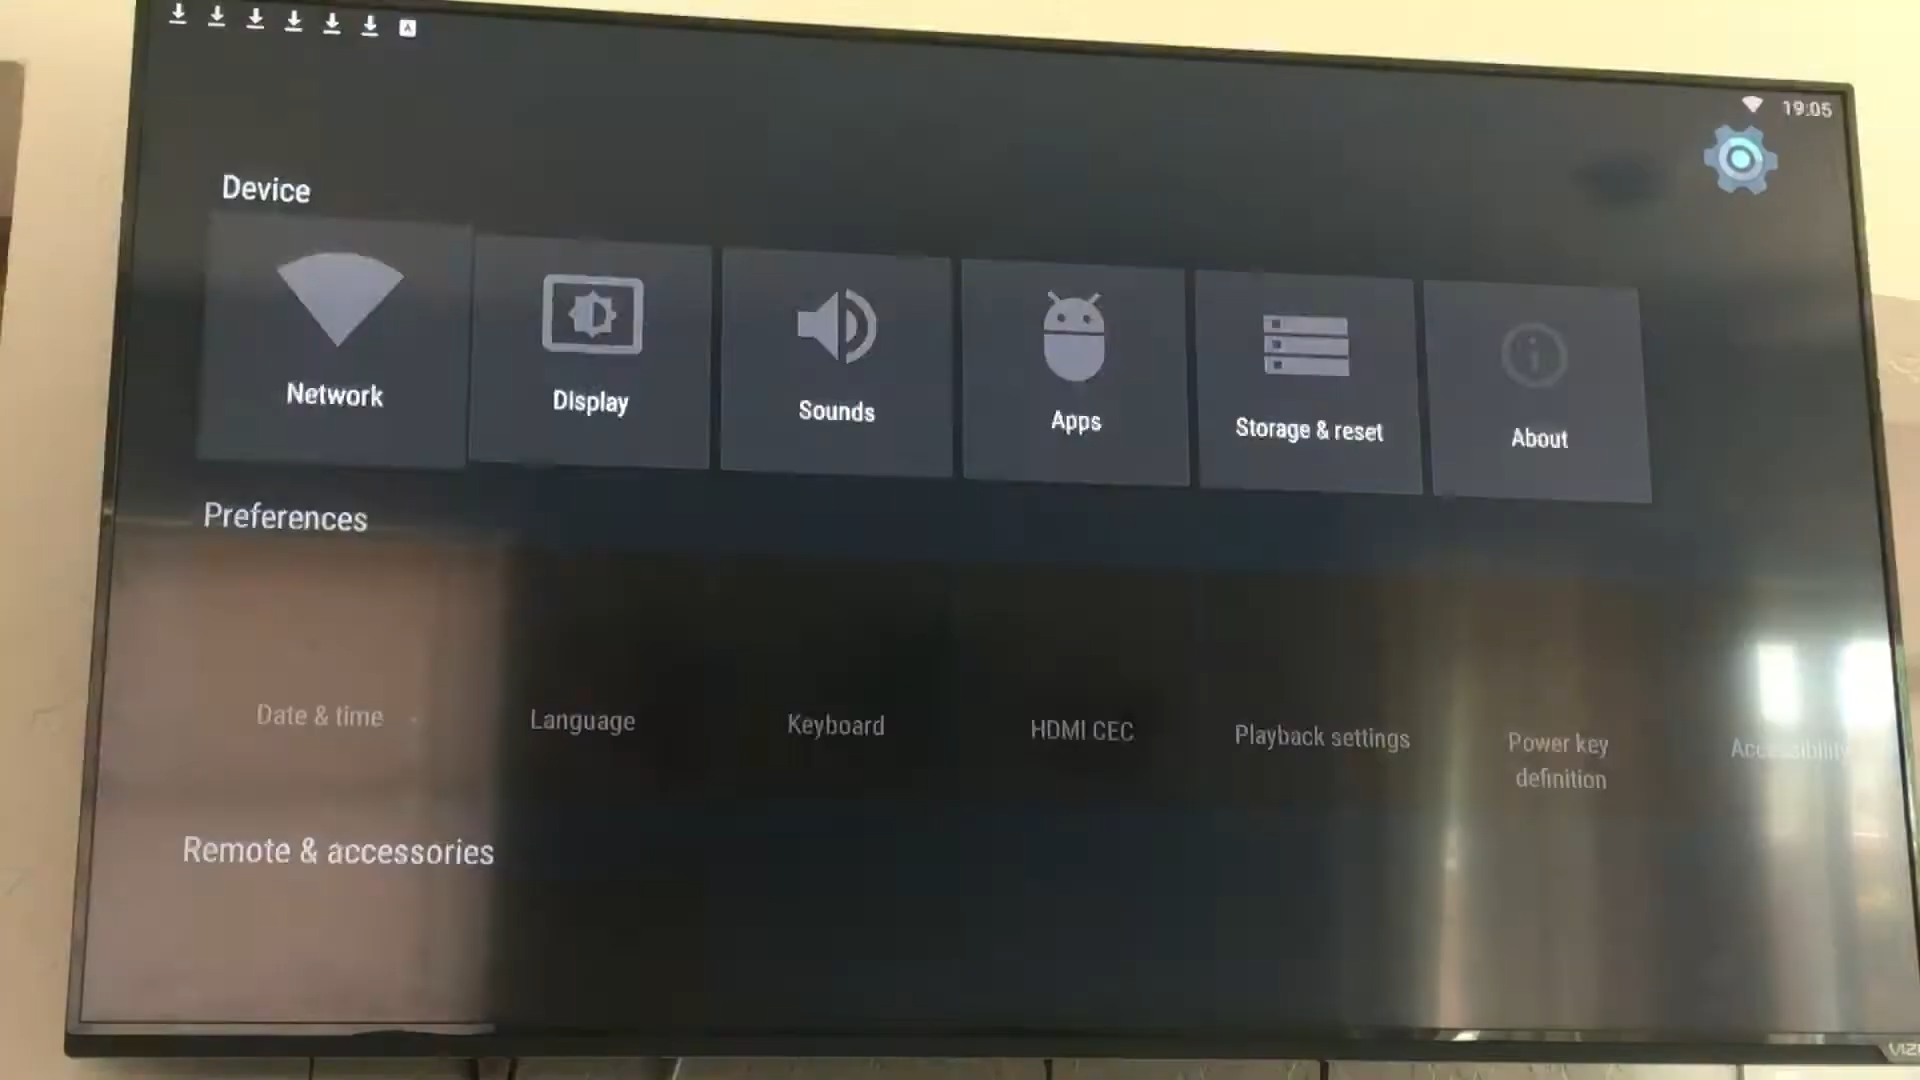 19:05
Device
Network
Display
Sounds
Apps
Storage & reset
About
Preferences
Date & time
Language
Keyboard
HDMI CEC
Playback settings
Power key
definition
Accessibility
Remote & accessories